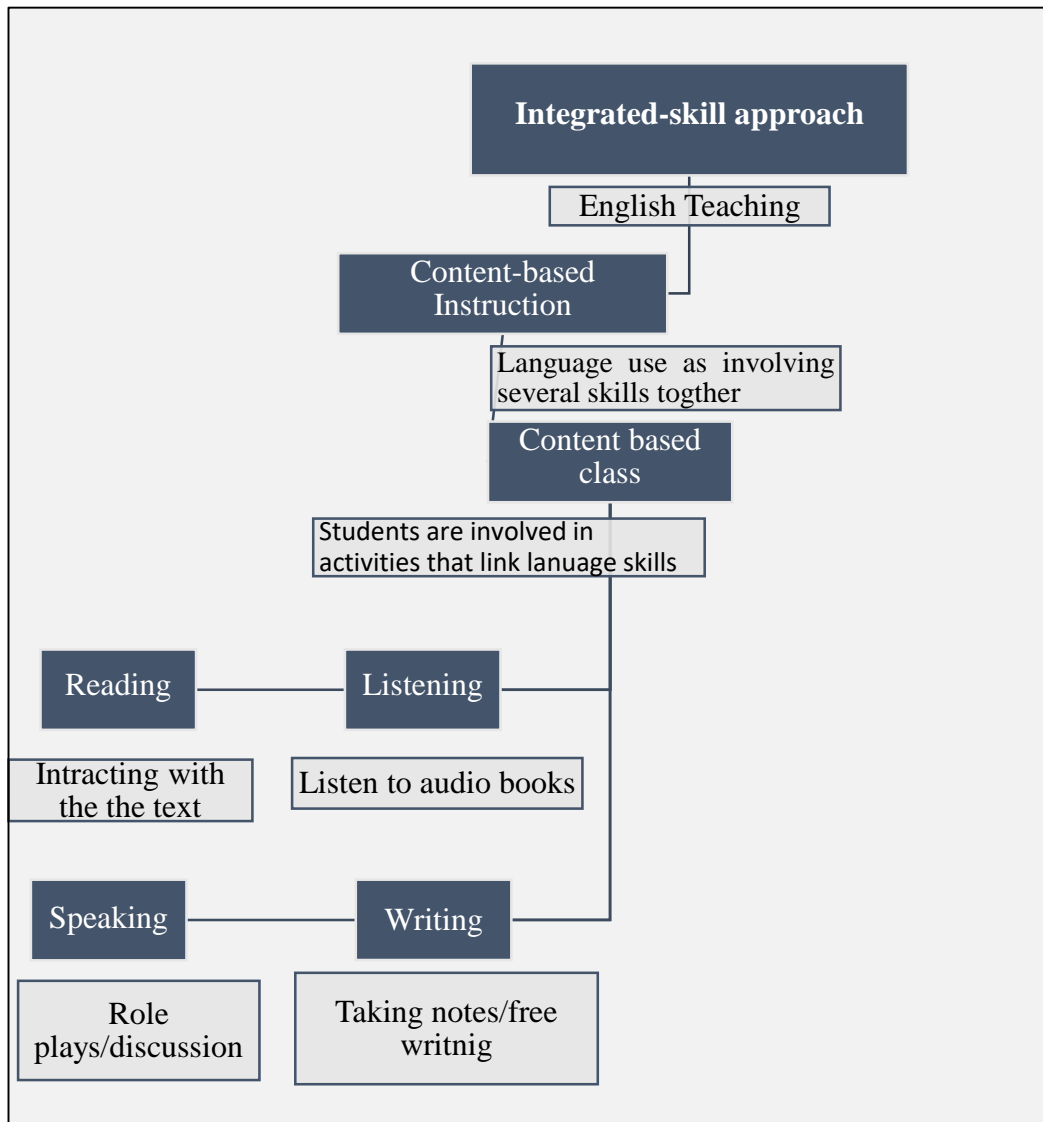 Integrated-skill approach
English Teaching
Content-based
Instruction
Language use as involving
several skills togther
Content based
class
Students are involved in
activities that link lanuage skills
Reading
Listening
Intracting with
the the text
Listen to audio books
Speaking
Writing
Role
plays/discussion
Taking notes/free
writnig